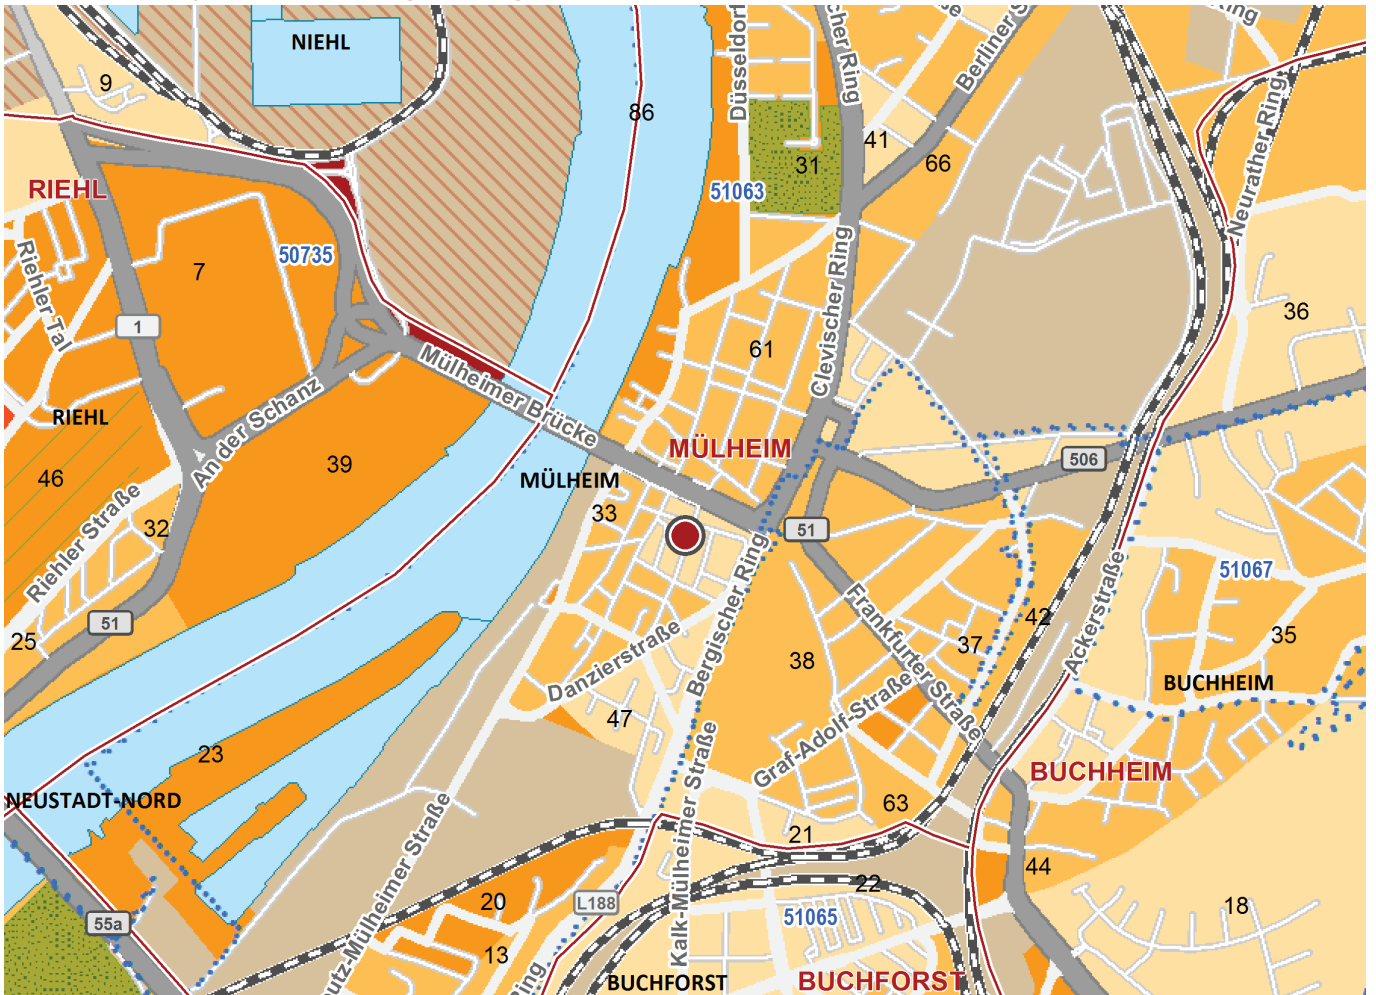 NIEHL
9
86
Düsseldorf
scher Ring
Berliner S
Ring
Neurather Ring
41
66
31
51063
RIEHL
50735
7
Riehler Tal
1
Clevischer Ring
36
61
Mülheimer Brücke
RIEHL
An der Schanz
39
46
MÜLHEIM
MÜLHEIM
506
33
32
Riehler Straße
51
51
Bergischer Ring
51067
Frankfurter Straße
42
Ackerstraße
25
37
35
38
Danzierstraße
BUCHHEIM
47
Graf-Adolf-Straße
23
BUCHHEIM
NEUSTADT-NORD
63
21
Kalk-Mülheimer Straße
44
22
20
L188
51065
18
55a
13
utz-Mülheimer Straße
Ring
BUCHFORST
BUCHFORST